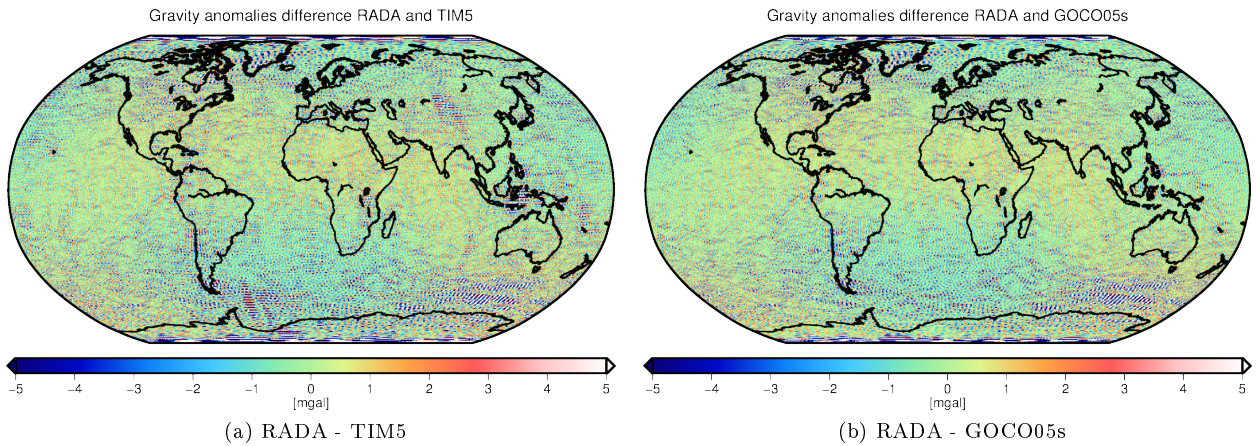 Gravity anomalies difference RADA and TIM5
−5 −4 −3 −2 −1 0 1 2 3 4 5
[mgal]
(a) RADA - TIM5
Gravity anomalies difference RADA and GOCO05s
−5 −4 −3 −2 −1 0 1 2 3 4 5
[mgal]
(b) RADA - GOCO05s